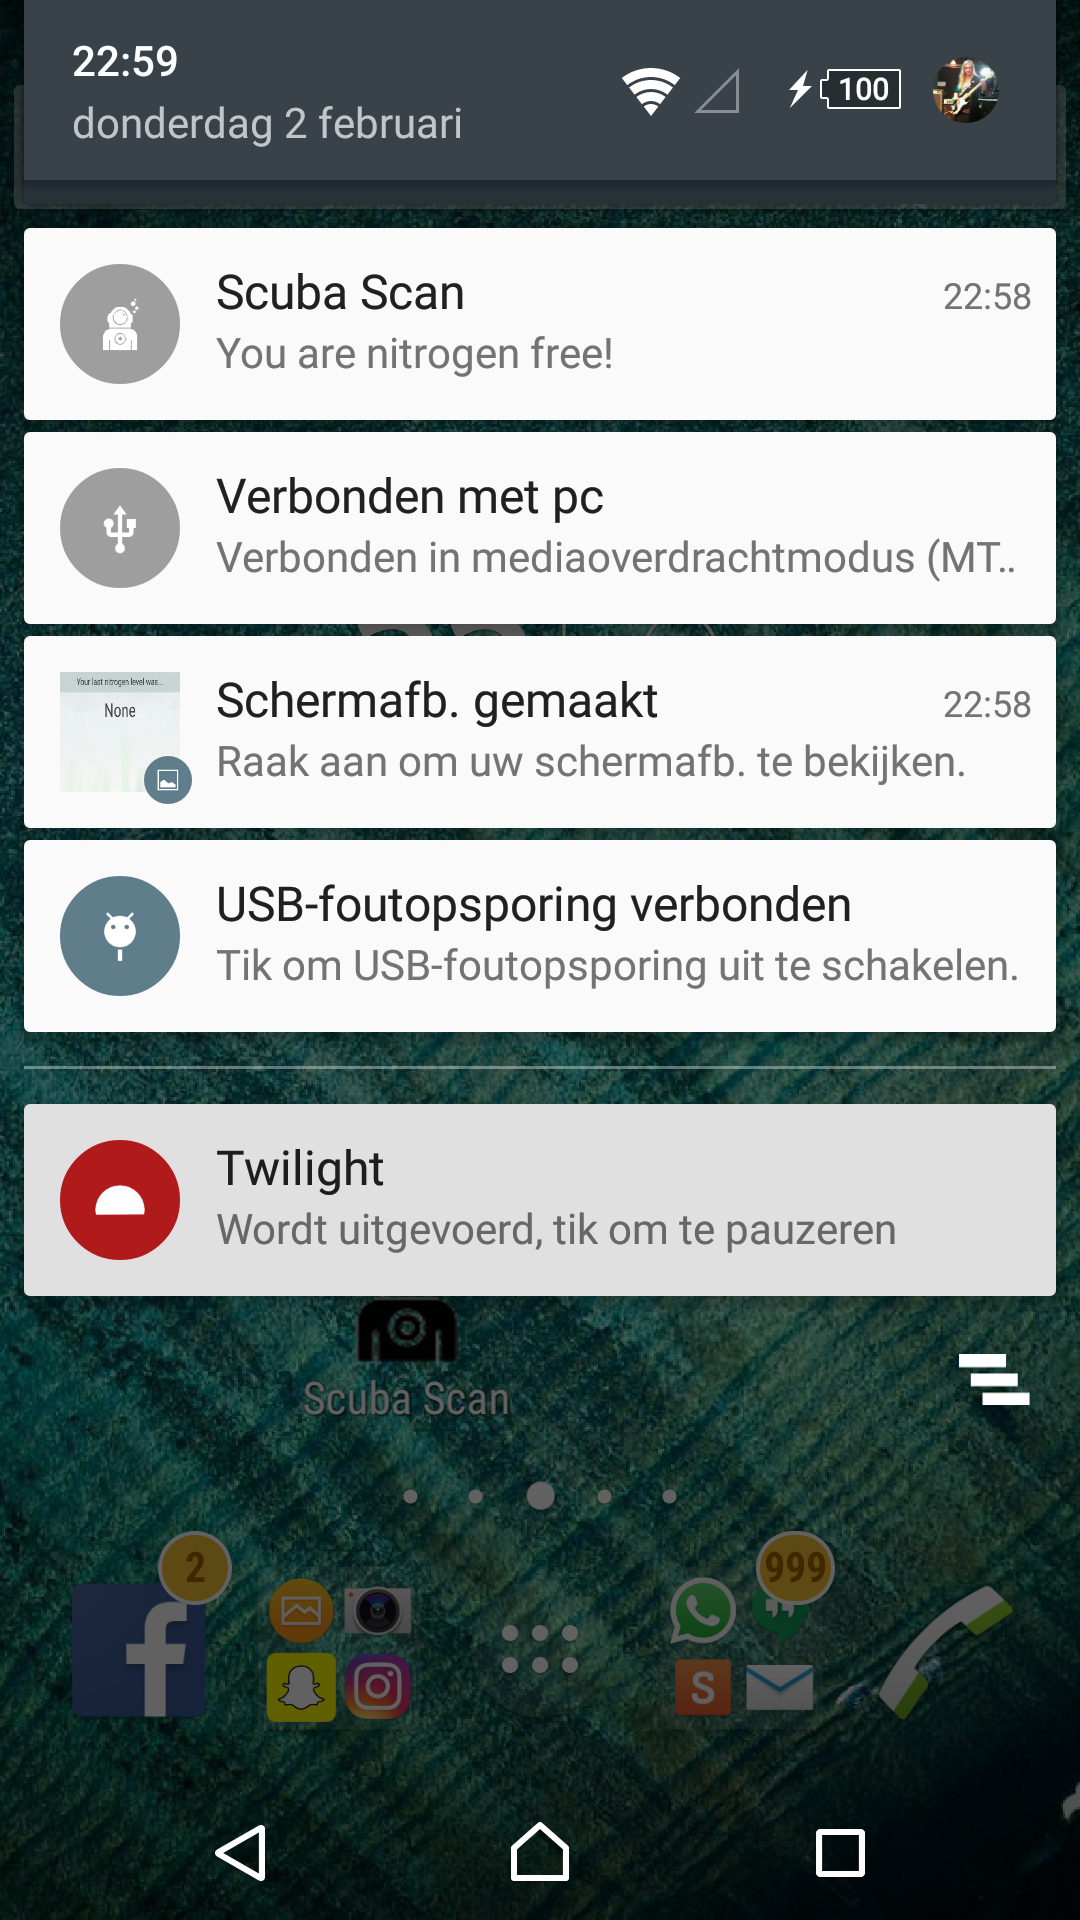 22:59
100
donderdag 2 februari
Scuba Scan
22:58
You are nitrogen free!
Verbonden met pc
Verbonden in mediaoverdrachtmodus (MT..
Your last nitrogen level was...
None
Schermafb. gemaakt
22:58
Raak aan om uw schermafb. te bekijken.
USB-foutopsporing verbonden
Tik om USB-foutopsporing uit te schakelen.
Twilight
Wordt uitgevoerd, tik om te pauzeren
Scuba Scan
2
999
S